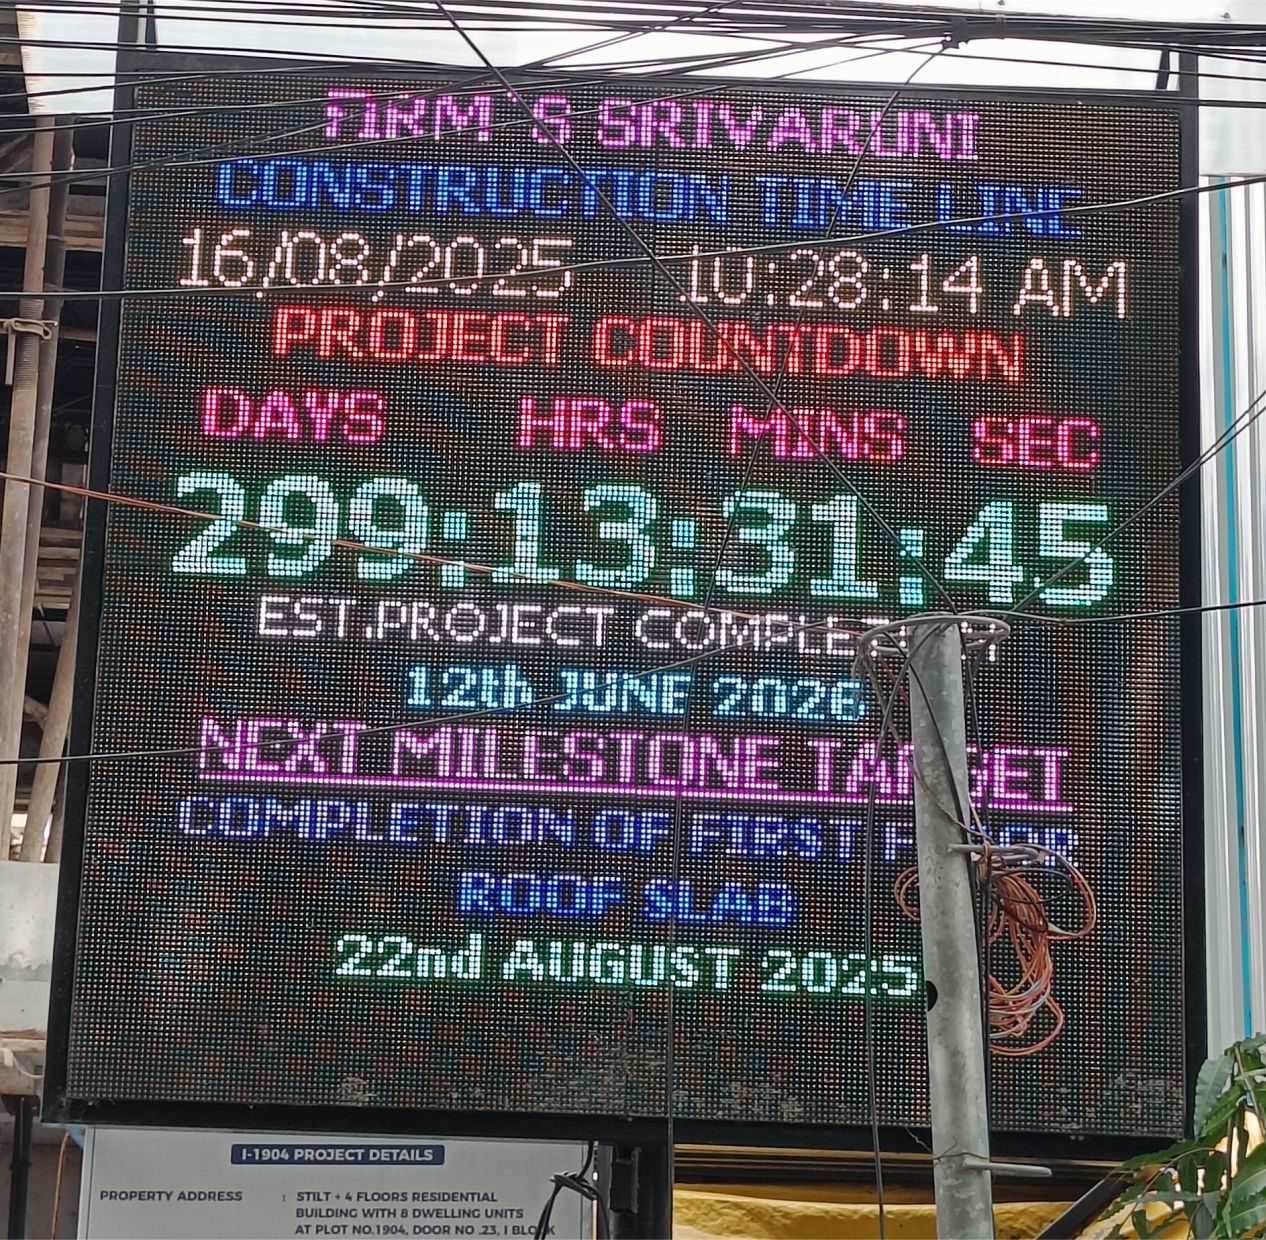 ARM 'S SRIVARUNI
CONSTRUCTION TIME LINE
16/08/2025 10:28:14 AM
PROJECT COUNTDOWN
DAYS HRS MINS SEC
299:13:31:45
EST.PROJECT COMPLETION
12th JUNE 2026
NEXT MILESTONE TARGET
COMPLETION OF FIRST FLOOR
ROOF SLAB
22nd AUGUST 2025
I-1904 PROJECT DETAILS
PROPERTY ADDRESS : STILT + 4 FLOORS RESIDENTIAL
BUILDING WITH 8 DWELLING UNITS
AT PLOT NO.1904, DOOR NO .23, I BLOCK